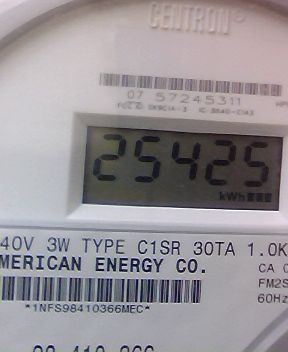 CENTRON®
07 57245311
25425
kWh
40V 3W TYPE C1SR 30TA 1.0K
MERICAN ENERGY CO.
CA 0
FM2S
60Hz
*1NFS98410366MEC*